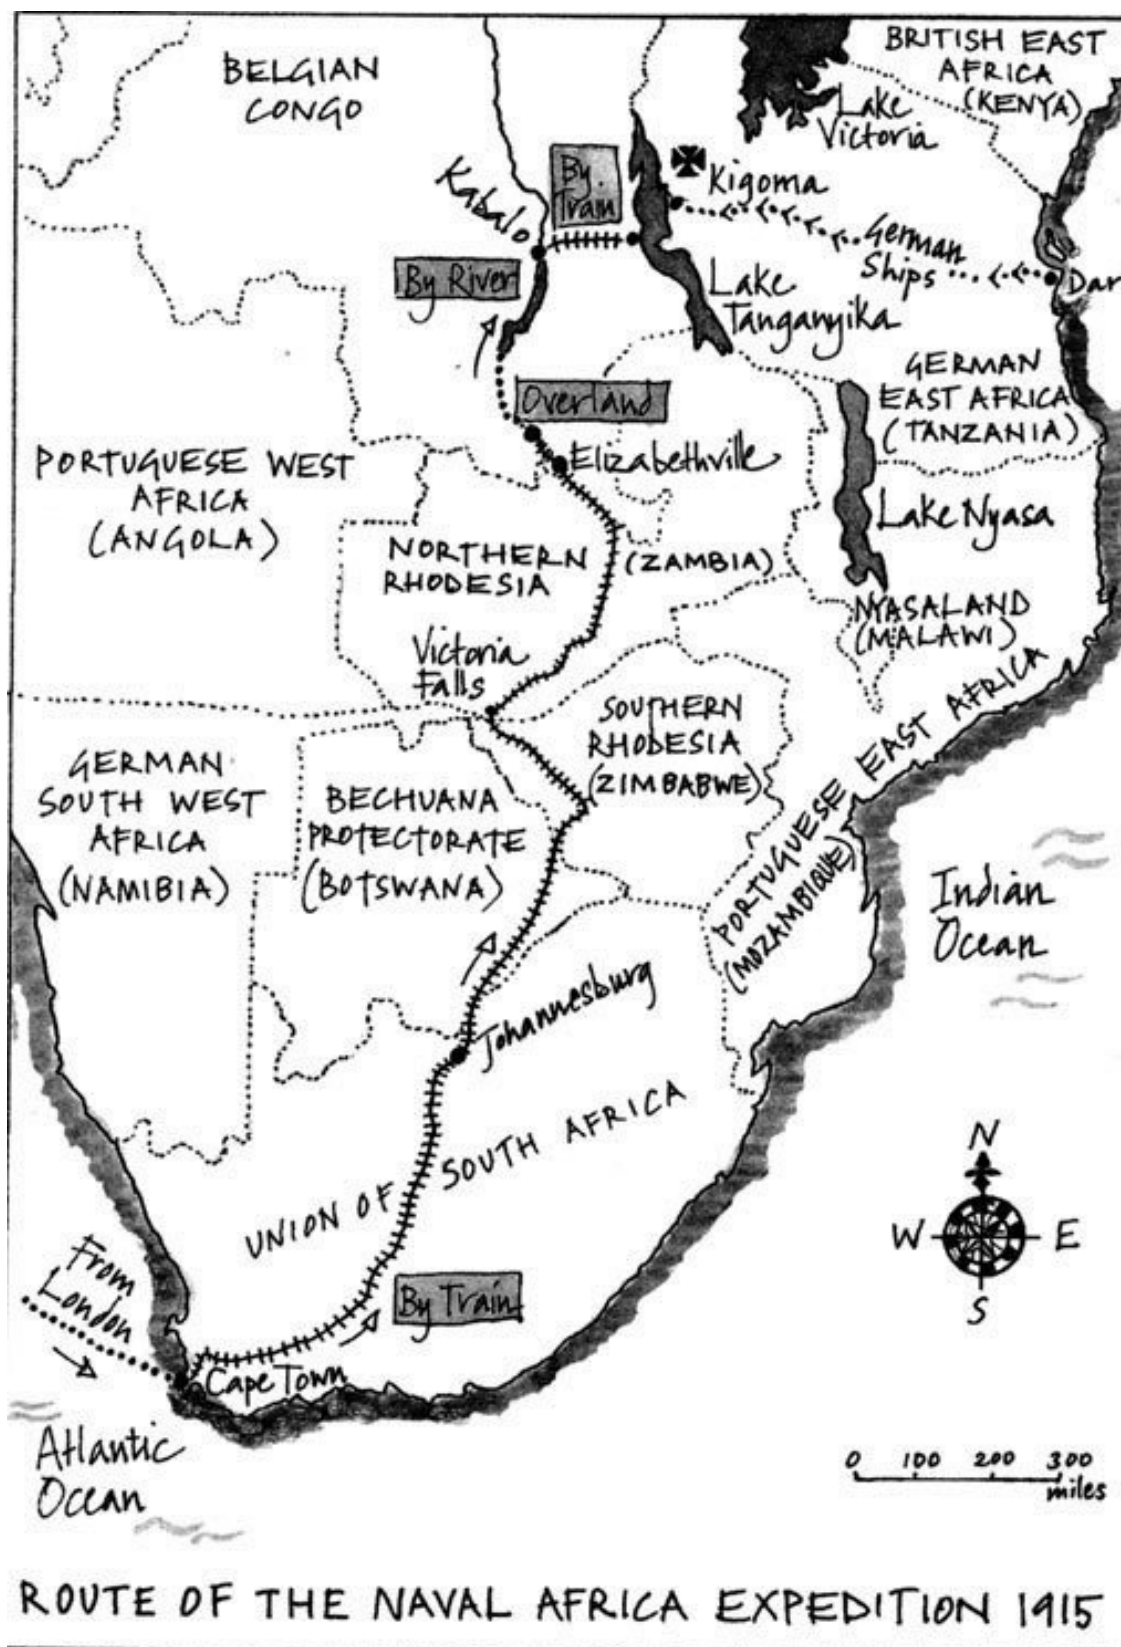 BELGIAN
CONGO
BRITISH EAST
AFRICA
(KENYA)
Lake
Victoria
By
Train
Kabalo
Kigoma
German
Ships
Dar
By River
Lake
Tanganyika
Overland
GERMAN
EAST AFRICA
(TANZANIA)
Elizabethville
PORTUGUESE WEST
AFRICA
(ANGOLA)
Lake Nyasa
NORTHERN
RHODESIA
(ZAMBIA)
NYASALAND
(MALAWI)
Victoria
Falls
SOUTHERN
RHODESIA
(ZIMBABWE)
GERMAN
SOUTH WEST
AFRICA
(NAMIBIA)
BECHUANA
PROTECTORATE
(BOTSWANA)
PORTUGUESE EAST AFRICA
(MOZAMBIQUE)
Indian
Ocean
Johannesburg
UNION OF SOUTH AFRICA
N
W E
S
From
London
By Train
Cape Town
Atlantic
Ocean
0 100 200 300
miles
ROUTE OF THE NAVAL AFRICA EXPEDITION 1915